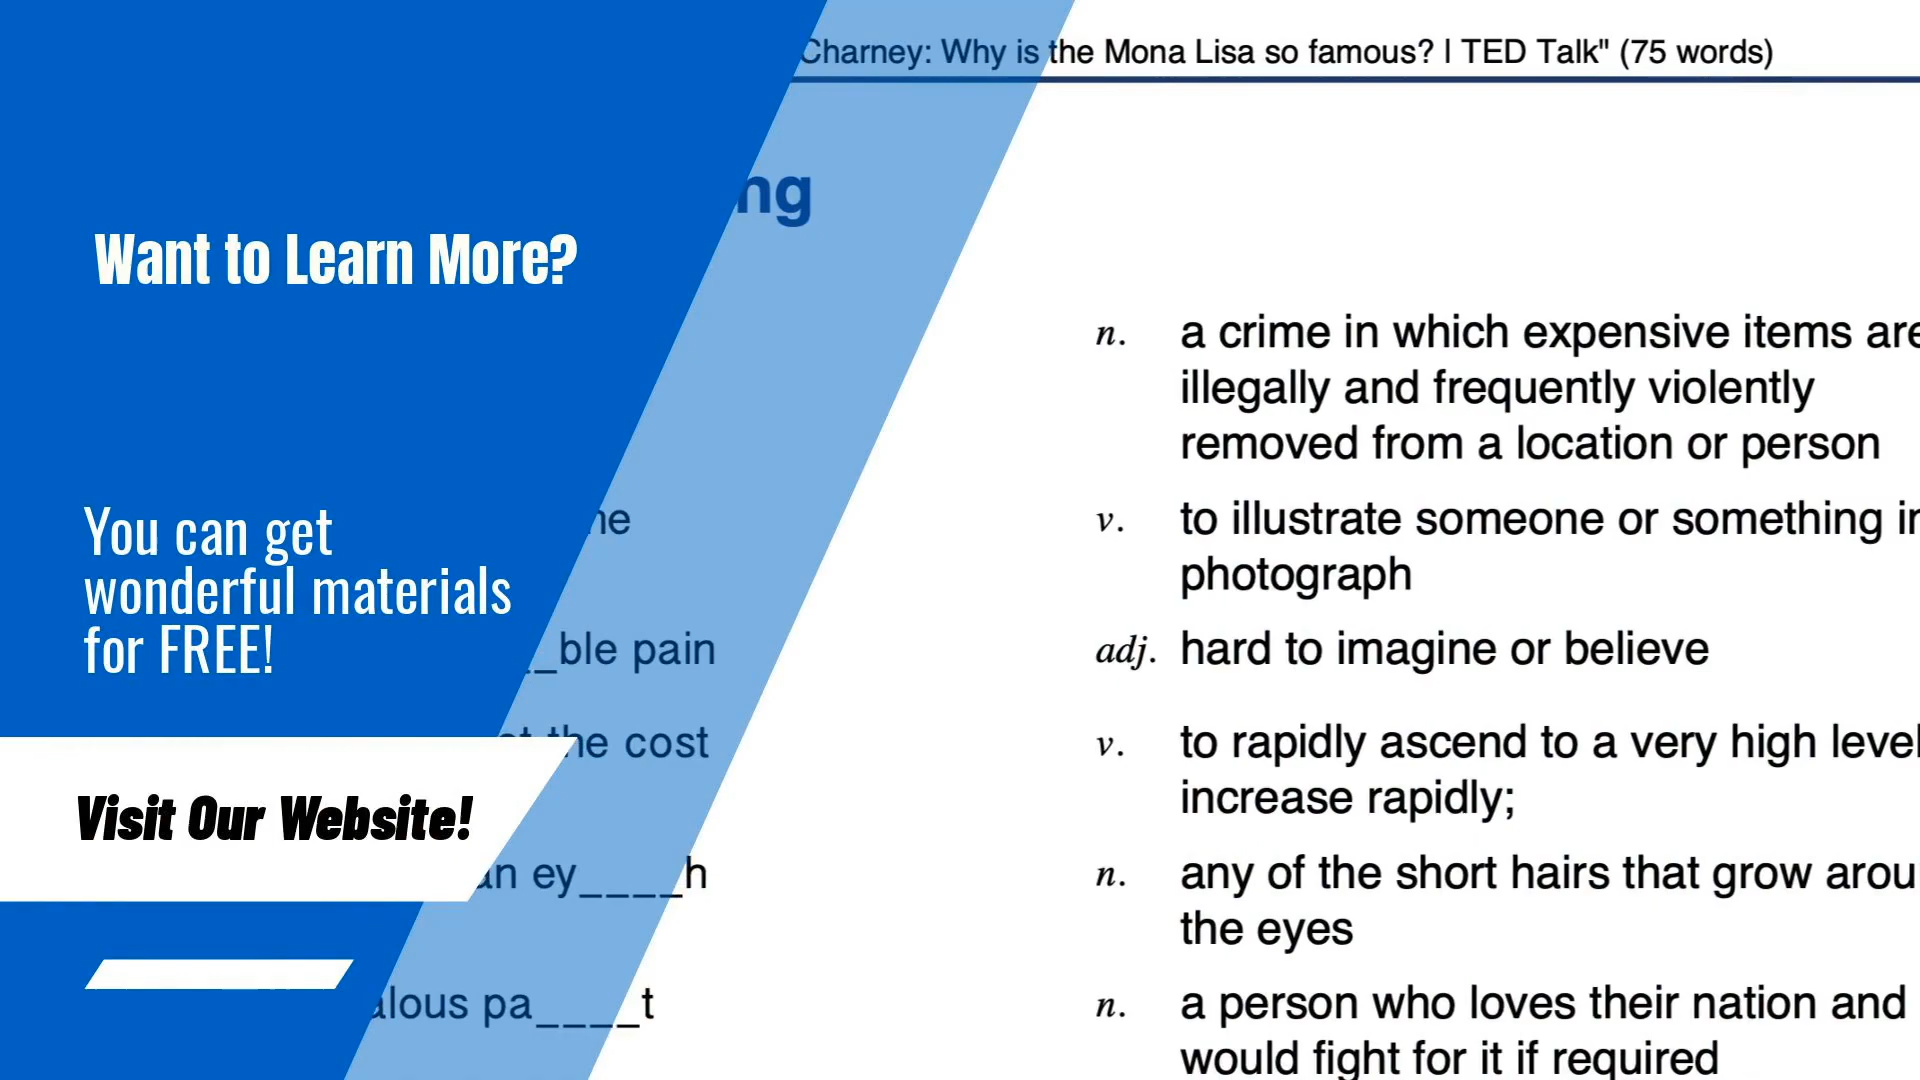 Charney: Why is the Mona Lisa so famous? | TED Talk" (75 words)
ng
Want to Learn More?
You can get
wonderful materials
for FREE!
Visit Our Website!
n. a crime in which expensive items are
illegally and frequently violently
removed from a location or person
v. to illustrate someone or something in
photograph
_ble pain adj. hard to imagine or believe
the cost v. to rapidly ascend to a very high level
increase rapidly;
an ey____h n. any of the short hairs that grow arou
the eyes
alous pa____t n. a person who loves their nation and
would fight for it if required